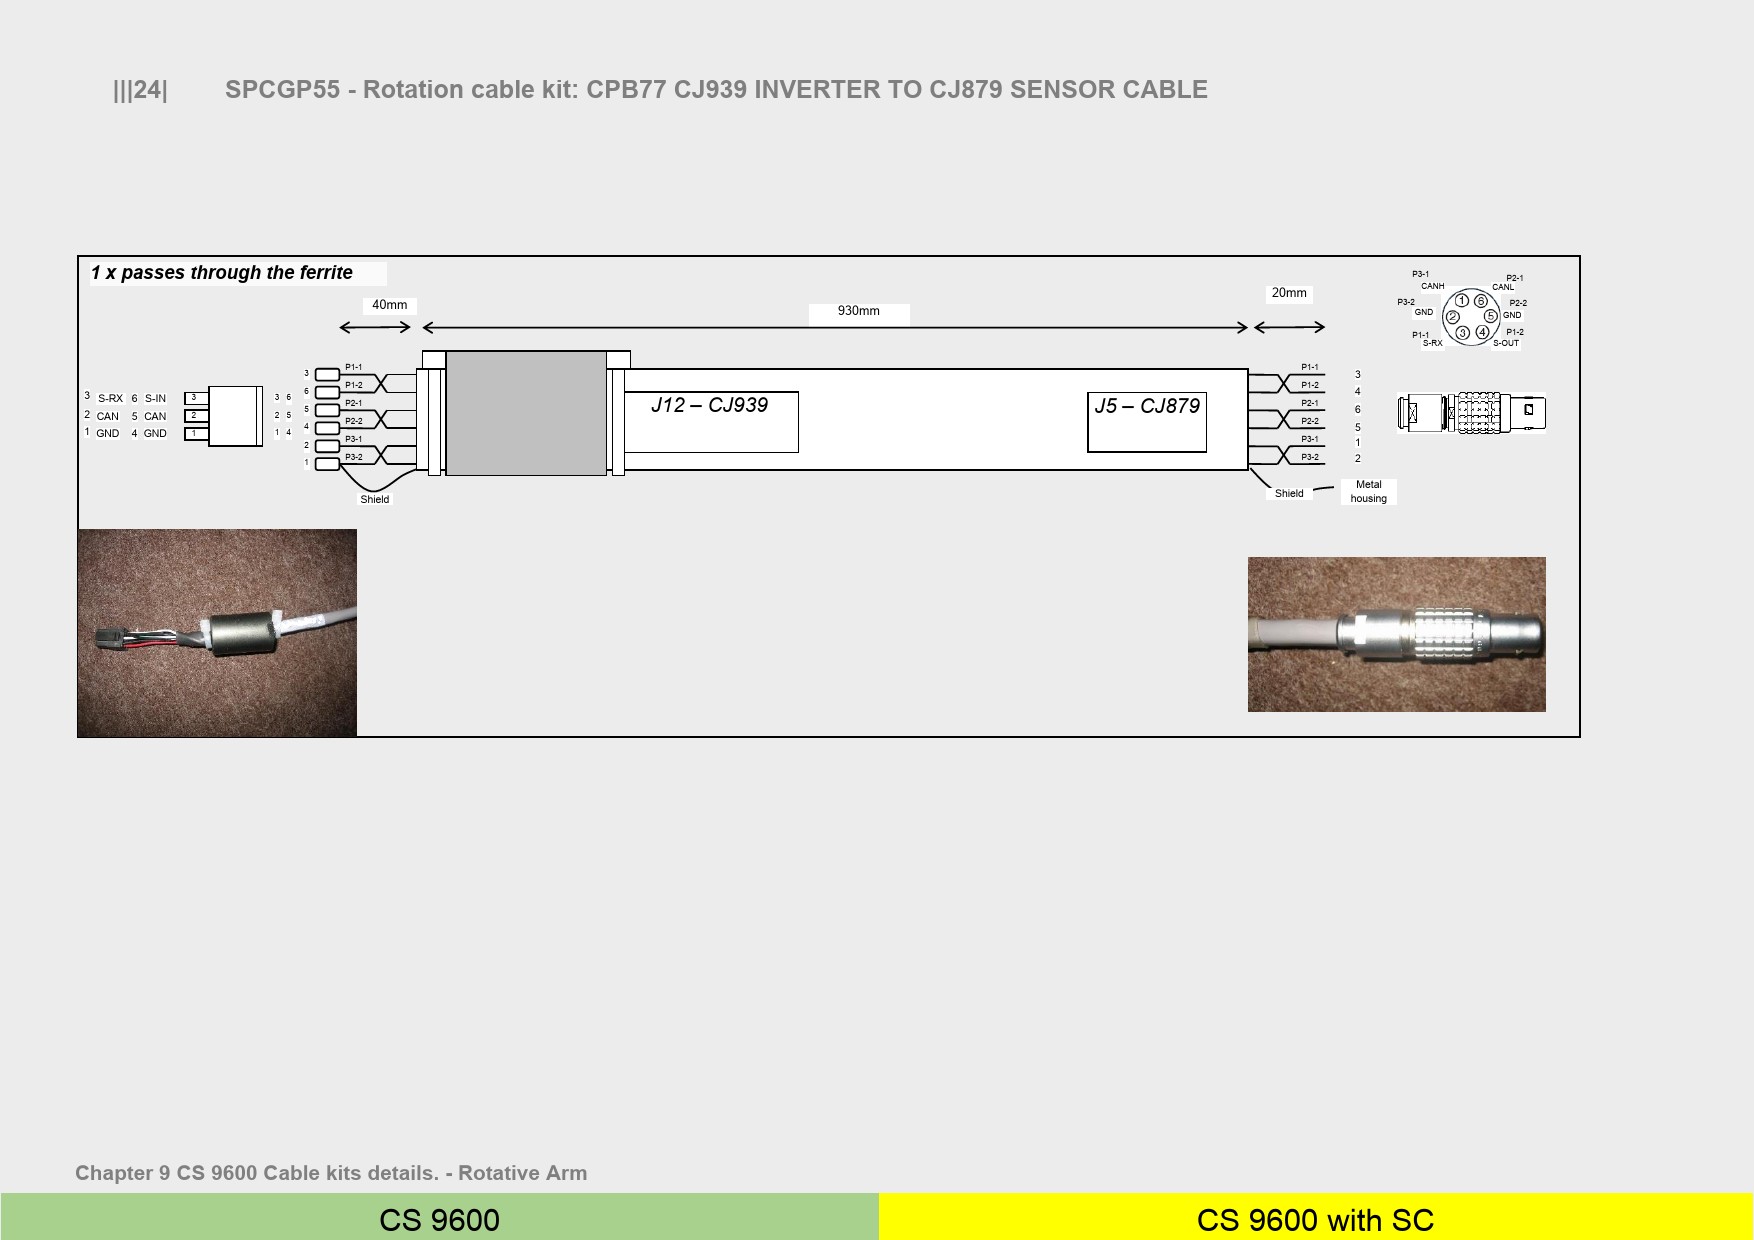 |||24| SPCGP55 - Rotation cable kit: CPB77 CJ939 INVERTER TO CJ879 SENSOR CABLE
1 x passes through the ferrite
40mm
930mm
20mm
P3-1
CANH
P2-1
CANL
P3-2
GND
P2-2
GND
P1-1
S-RX
P1-2
S-OUT
1 6
2 5
3 4
3 S-RX 6 S-IN
2 CAN 5 CAN
1 GND 4 GND
3
2
1
3 6
2 5
1 4
3 P1-1
6 P1-2
5 P2-1
4 P2-2
2 P3-1
1 P3-2
Shield
J12 – CJ939
J5 – CJ879
P1-1 3
P1-2 4
P2-1 6
P2-2 5
P3-1 1
P3-2 2
Shield
Metal
housing
Chapter 9 CS 9600 Cable kits details. - Rotative Arm
CS 9600
CS 9600 with SC